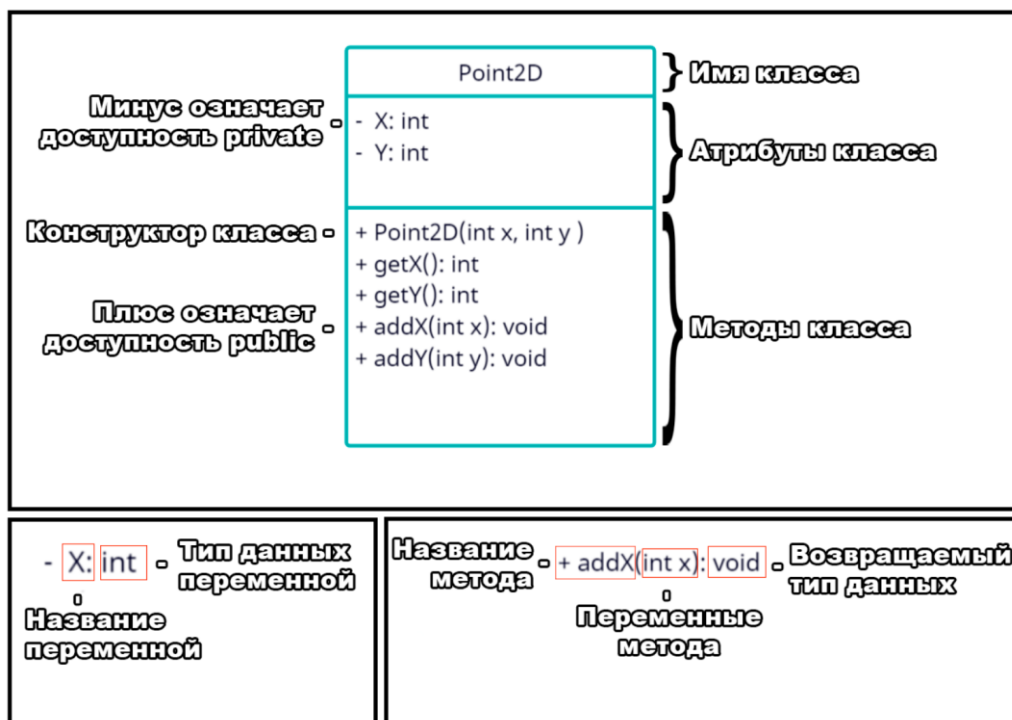 Point2D
Имя класса
Минус означает
доступность private
- X: int
- Y: int
Атрибуты класса
Конструктор класса
+ Point2D(int x, int y )
+ getX(): int
+ getY(): int
+ addX(int x): void
+ addY(int y): void
Плюс означает
доступность public
Методы класса
- X: int
Тип данных
переменной
Название
переменной
Название
метода
+ addX(int x): void
Возвращаемый
тип данных
Переменные
метода